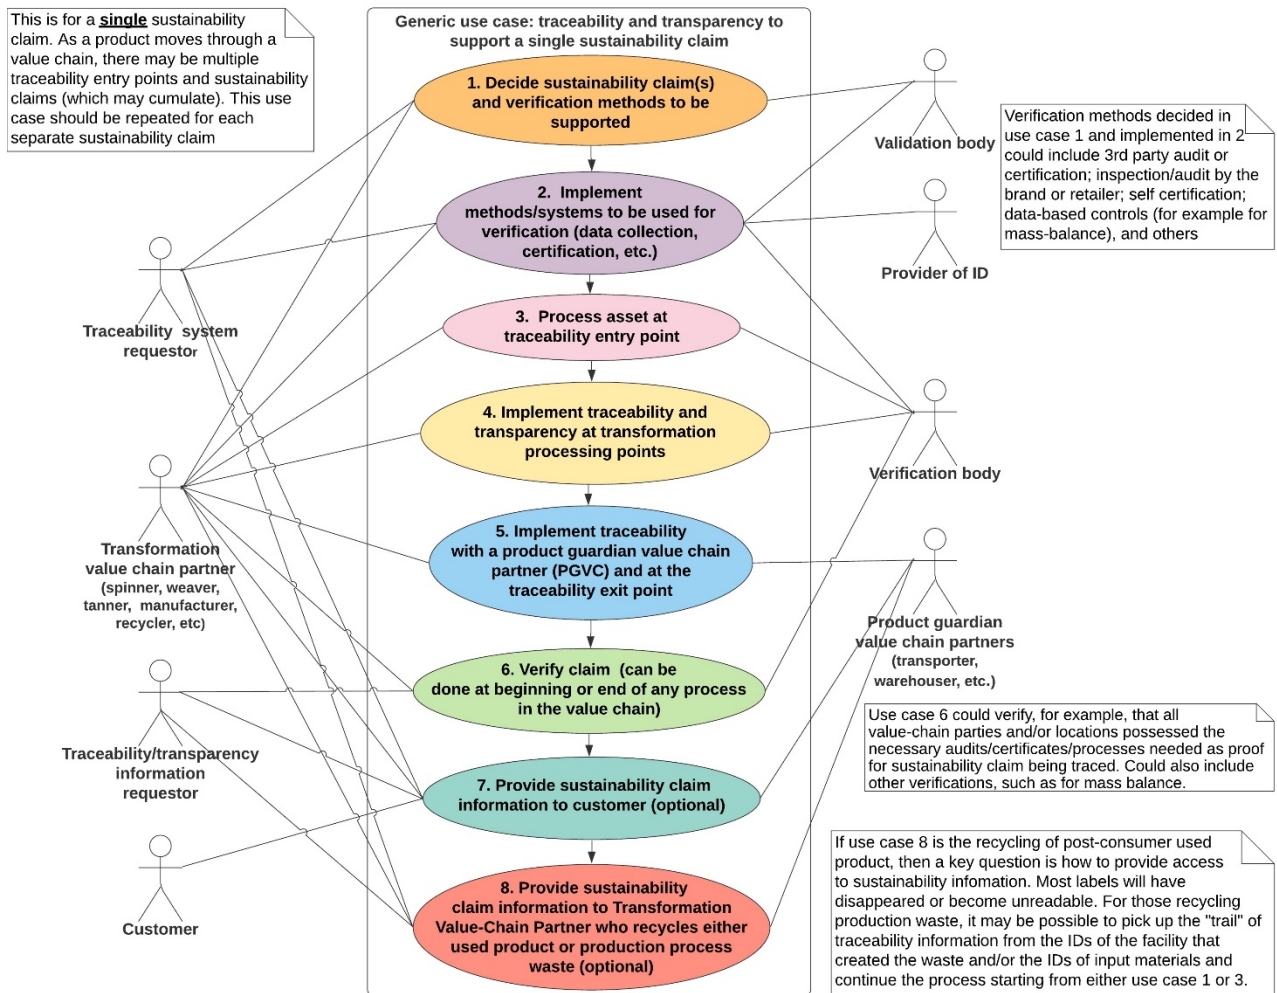 This is for a single sustainability
claim. As a product moves through a
value chain, there may be multiple
traceability entry points and sustainability
claims (which may cumulate). This use
case should be repeated for each
separate sustainability claim
Generic use case: traceability and transparency to
support a single sustainability claim
1. Decide sustainability claim(s)
and verification methods to be
supported
2. Implement
methods/systems to be used for
verification (data collection,
certification, etc.)
3. Process asset at
traceability entry point
4. Implement traceability and
transparency at transformation
processing points
5. Implement traceability
with a product guardian value chain
partner (PGVC) and at the
traceability exit point
6. Verify claim (can be
done at beginning or end of any process
in the value chain)
7. Provide sustainability claim
information to customer (optional)
8. Provide sustainability
claim information to Transformation
Value-Chain Partner who recycles either
used product or production process
waste (optional)
Traceability system
requestor
Transformation
value chain partner
(spinner, weaver,
tanner, manufacturer,
recycler, etc)
Traceability/transparency
information
requestor
Customer
Validation body
Provider of ID
Verification body
Product guardian
value chain partners
(transporter,
warehouser, etc.)
Verification methods decided in
use case 1 and implemented in 2
could include 3rd party audit or
certification; inspection/audit by the
brand or retailer; self certification;
data-based controls (for example for
mass-balance), and others
Use case 6 could verify, for example, that all
value-chain parties and/or locations possessed the
necessary audits/certificates/processes needed as proof
for sustainability claim being traced. Could also include
other verifications, such as for mass balance.
If use case 8 is the recycling of post-consumer used
product, then a key question is how to provide access
to sustainability infomation. Most labels will have
disappeared or become unreadable. For those recycling
production waste, it may be possible to pick up the "trail" of
traceability information from the IDs of the facility that
created the waste and/or the IDs of input materials and
continue the process starting from either use case 1 or 3.